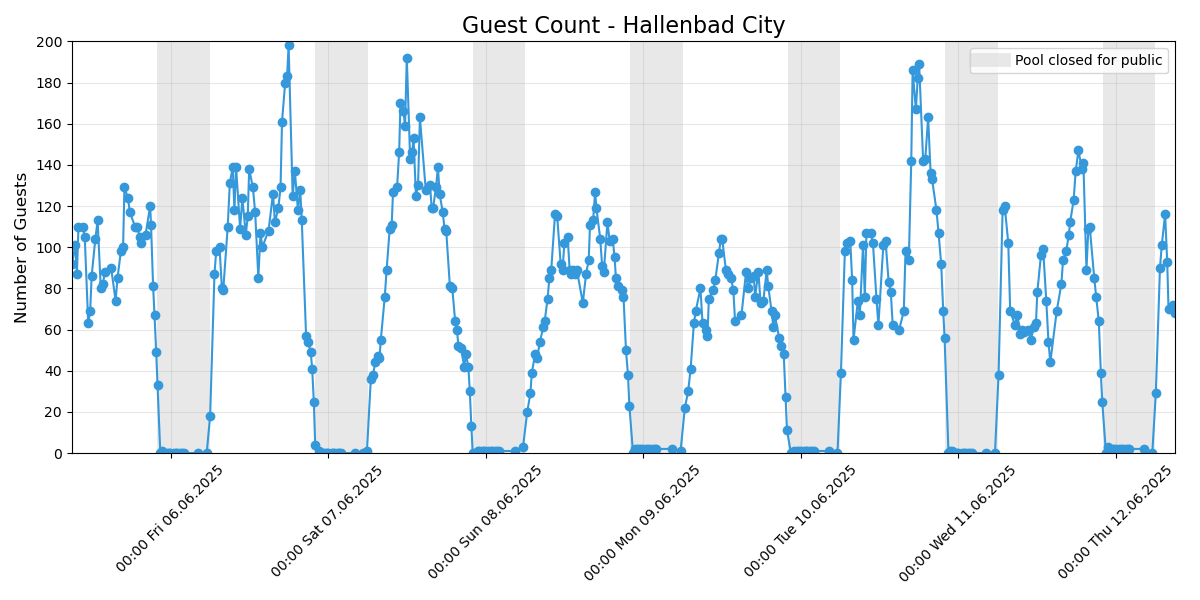 Guest Count - Hallenbad City
Number of Guests
200
180
160
140
120
100
80
60
40
20
0
Pool closed for public
00:00 Fri 06.06.2025
00:00 Sat 07.06.2025
00:00 Sun 08.06.2025
00:00 Mon 09.06.2025
00:00 Tue 10.06.2025
00:00 Wed 11.06.2025
00:00 Thu 12.06.2025